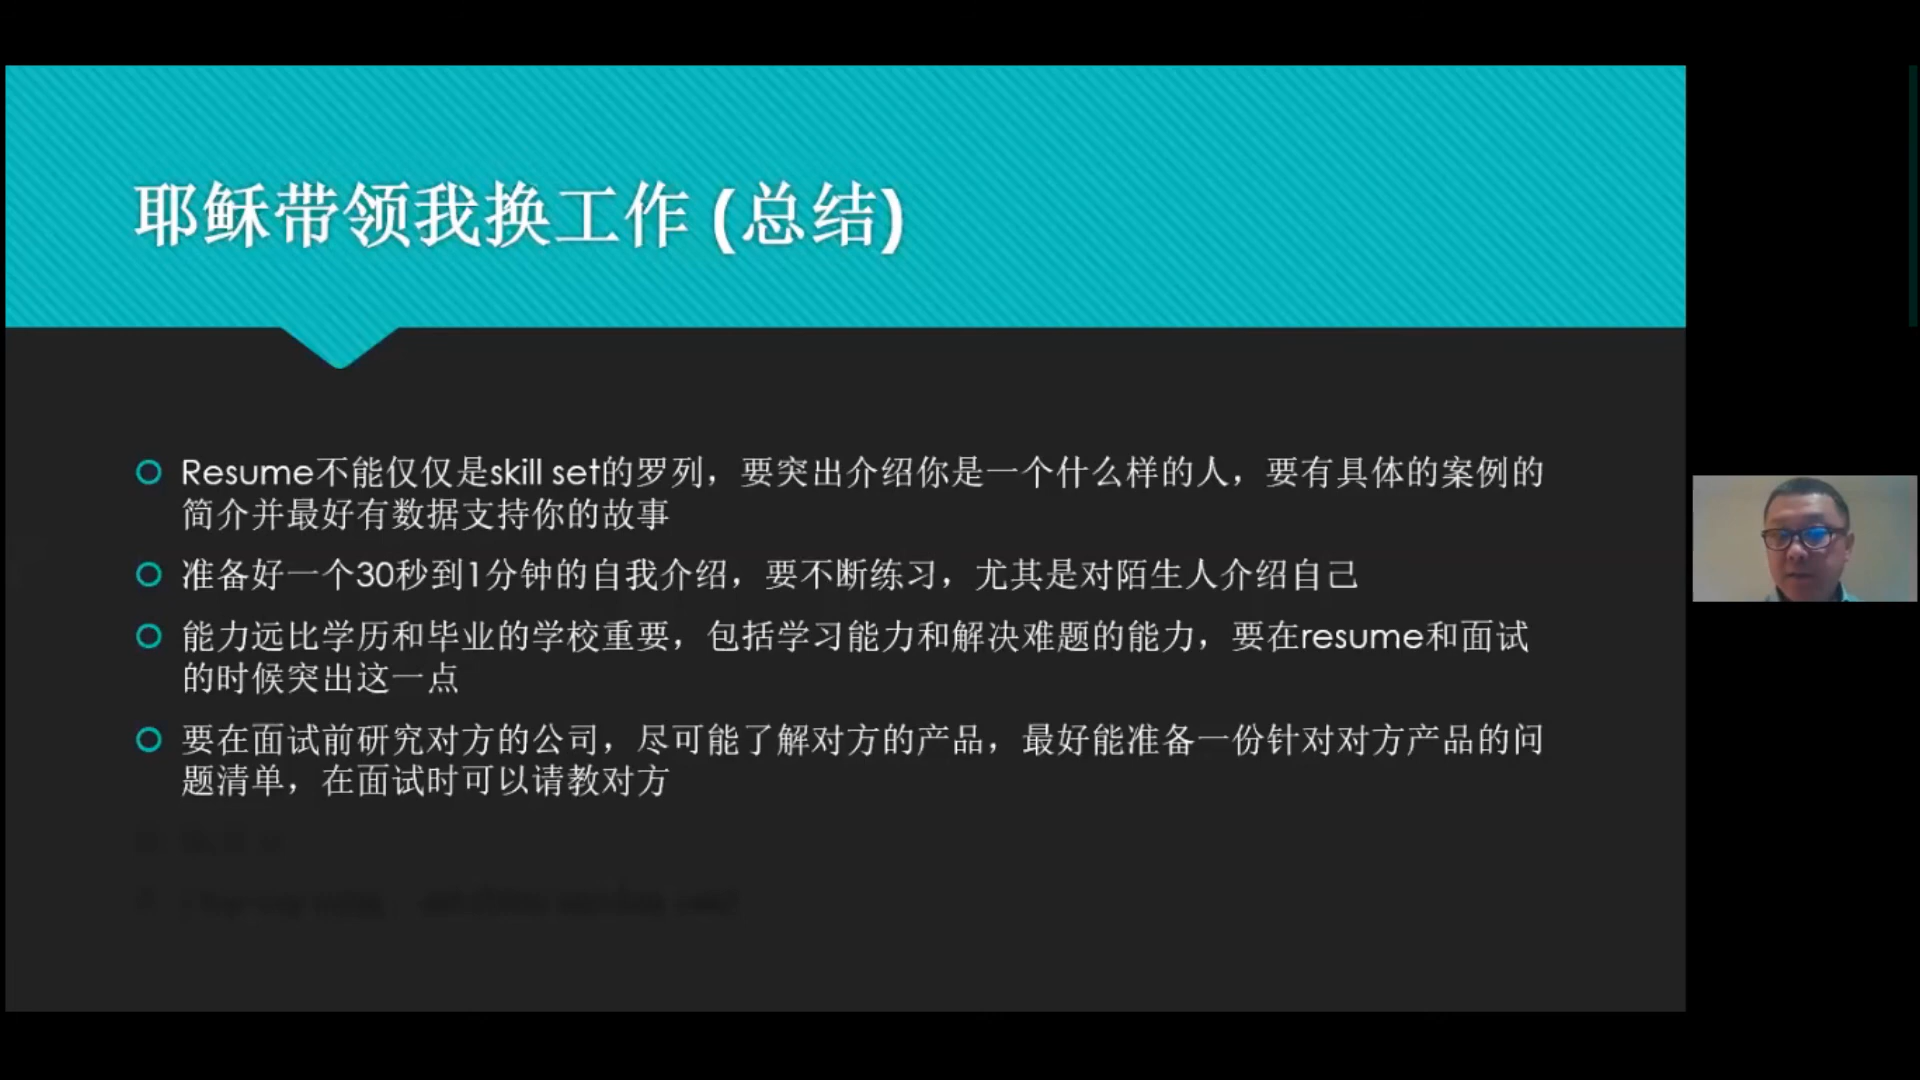 耶稣带领我换工作 (总结)
Resume不能仅仅是skill set的罗列，要突出介绍你是一个什么样的人，要有具体的案例的
简介并最好有数据支持你的故事
准备好一个30秒到1分钟的自我介绍，要不断练习，尤其是对陌生人介绍自己
能力远比学历和毕业的学校重要，包括学习能力和解决难题的能力，要在resume和面试
的时候突出这一点
要在面试前研究对方的公司，尽可能了解对方的产品，最好能准备一份针对对方产品的问
题清单，在面试时可以请教对方